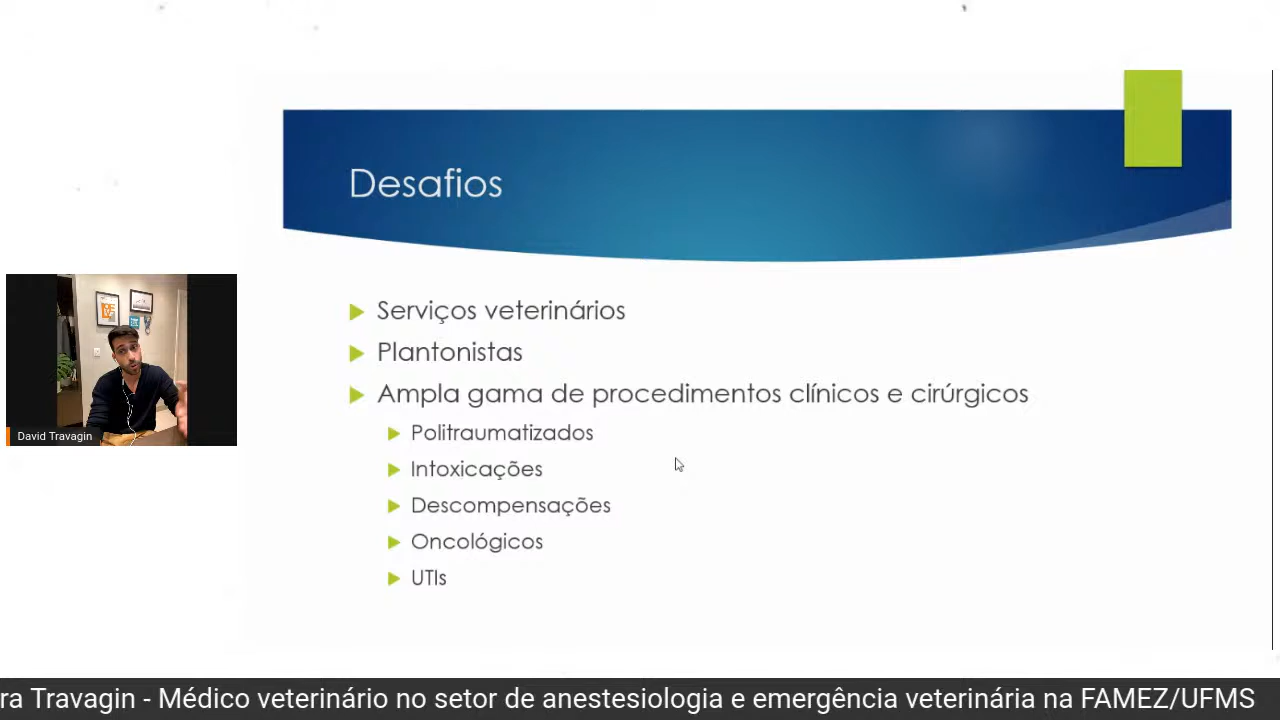 Desafios
Serviços veterinários
Plantonistas
Ampla gama de procedimentos clínicos e cirúrgicos
Politraumatizados
Intoxicações
Descompensações
Oncológicos
UTIs
David Travagin
ra Travagin - Médico veterinário no setor de anestesiologia e emergência veterinária na FAMEZ/UFMS